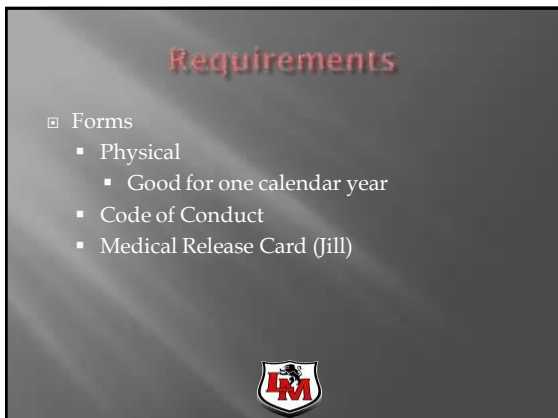 Requirements
Forms
Physical
Good for one calendar year
Code of Conduct
Medical Release Card (Jill)
LM